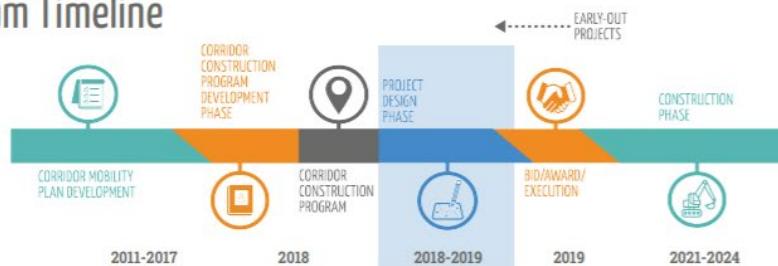 Timeline
EARLY-OUT
PROJECTS
CORRIDOR
CONSTRUCTION
PROGRAM
DEVELOPMENT
PHASE
PROJECT
DESIGN
PHASE
CONSTRUCTION
PHASE
CORRIDOR MOBILITY
PLAN DEVELOPMENT
CORRIDOR
CONSTRUCTION
PROGRAM
BID/AWARD/
EXECUTION
2011-2017
2018
2018-2019
2019
2021-2024